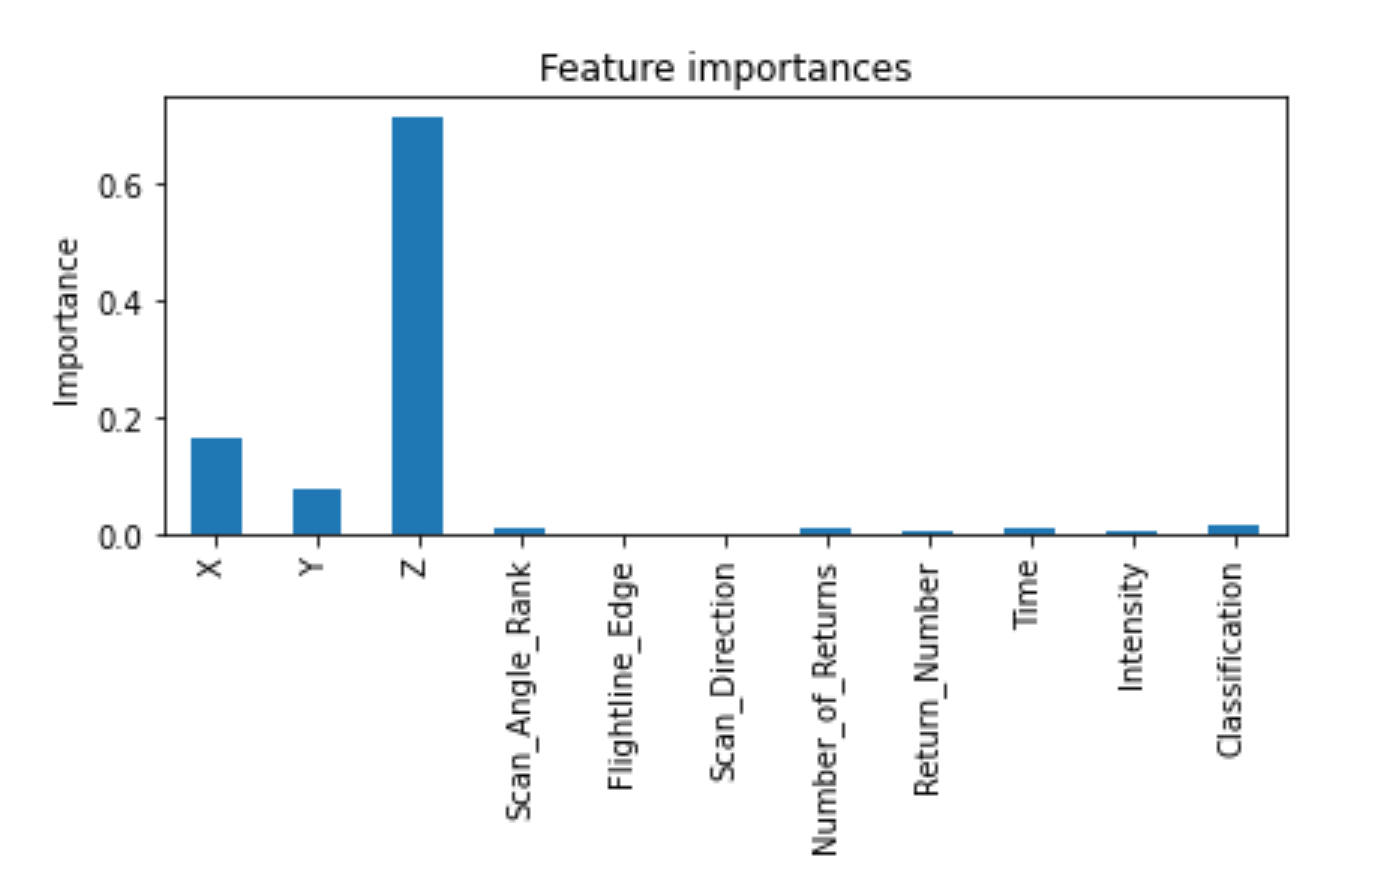 Feature importances
Importance
0.6
0.4
0.2
0.0
X
Y
Z
Scan_Angle_Rank
Flightline_Edge
Scan_Direction
Number_of_Returns
Return_Number
Time
Intensity
Classification